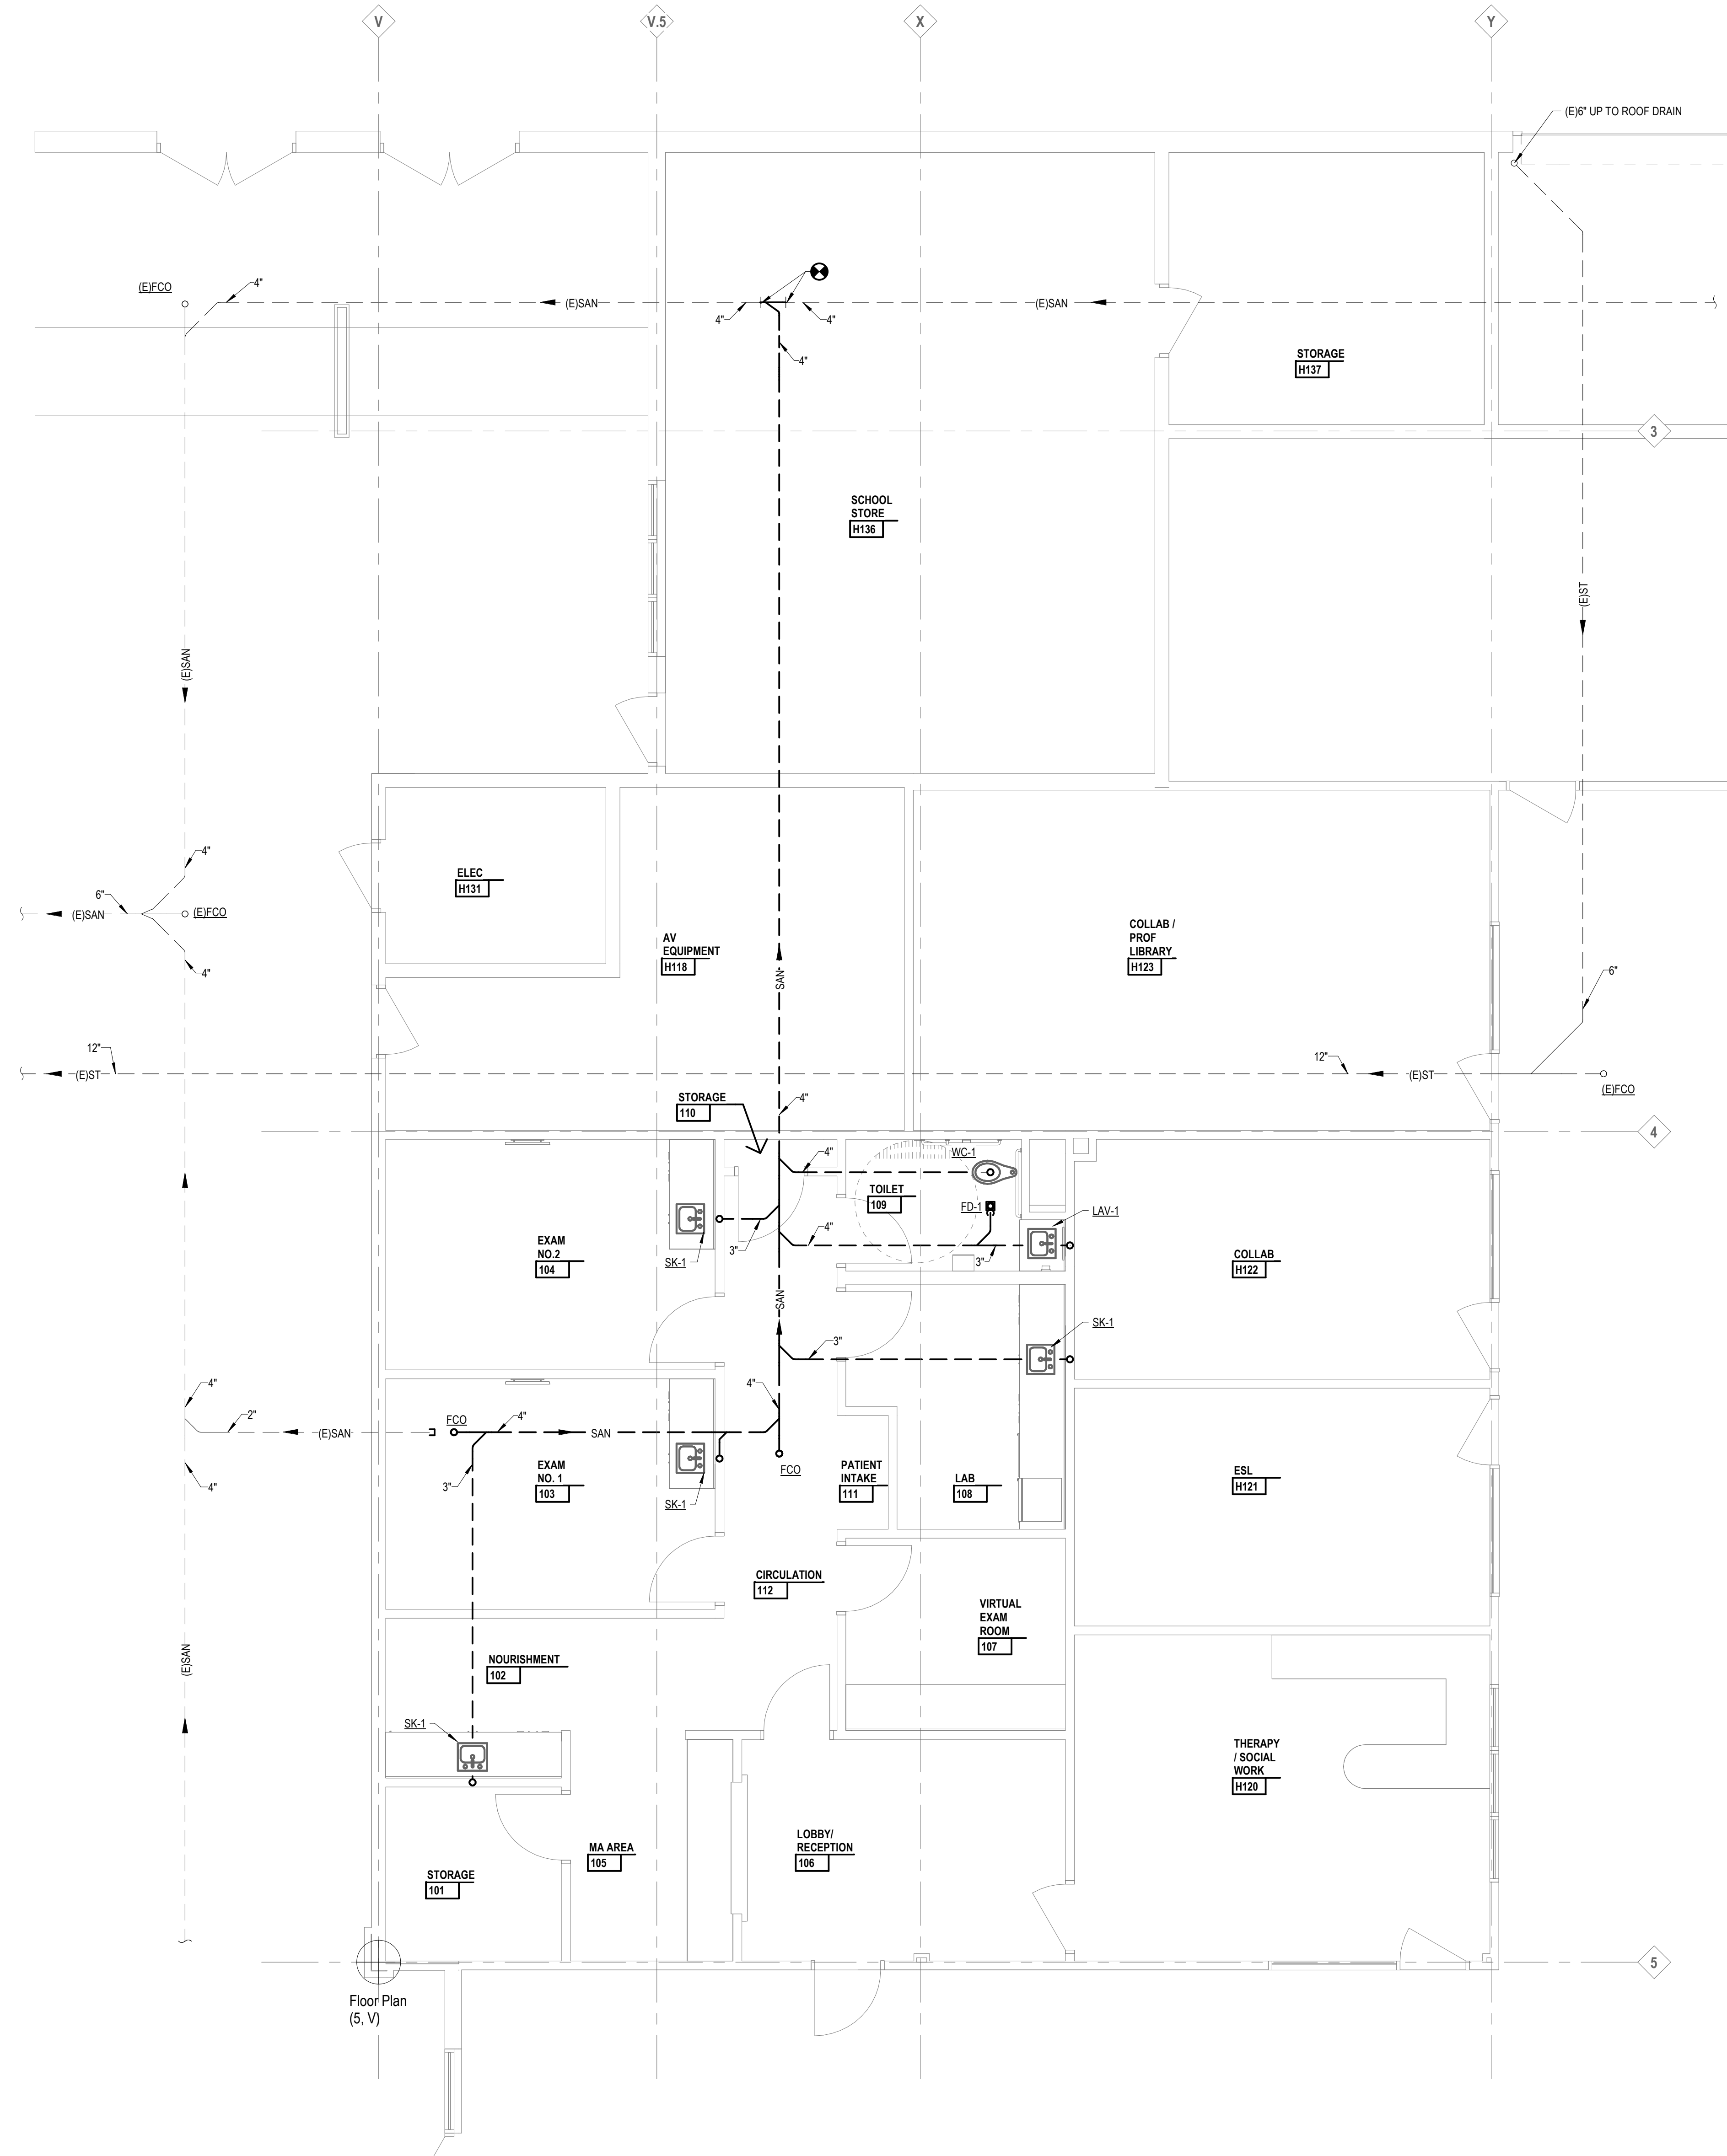 V
V.5
X
Y
(E)6" UP TO ROOF DRAIN
(E)FCO
4"
(E)SAN
(E)SAN
4"
4"
4"
STORAGE
H137
3
SCHOOL
STORE
H136
(E)ST
(E)SAN
4"
6"
(E)SAN
(E)FCO
4"
ELEC
H131
AV
EQUIPMENT
H118
SAN
COLLAB /
PROF
LIBRARY
H123
6"
12"
(E)ST
12"
(E)ST
(E)FCO
STORAGE
110
4"
4
4"
WC-1
TOILET
109
FD-1
LAV-1
4"
3"
3"
EXAM
NO.2
104
SK-1
COLLAB
H122
SAN
SK-1
3"
4"
4"
2"
(E)SAN
FCO
4"
SAN
4"
3"
EXAM
NO. 1
103
SK-1
FCO
PATIENT
INTAKE
111
LAB
108
ESL
H121
CIRCULATION
112
VIRTUAL
EXAM
ROOM
107
(E)SAN
NOURISHMENT
102
SK-1
THERAPY
/ SOCIAL
WORK
H120
LOBBY/
RECEPTION
106
MA AREA
105
STORAGE
101
5
Floor Plan
(5, V)